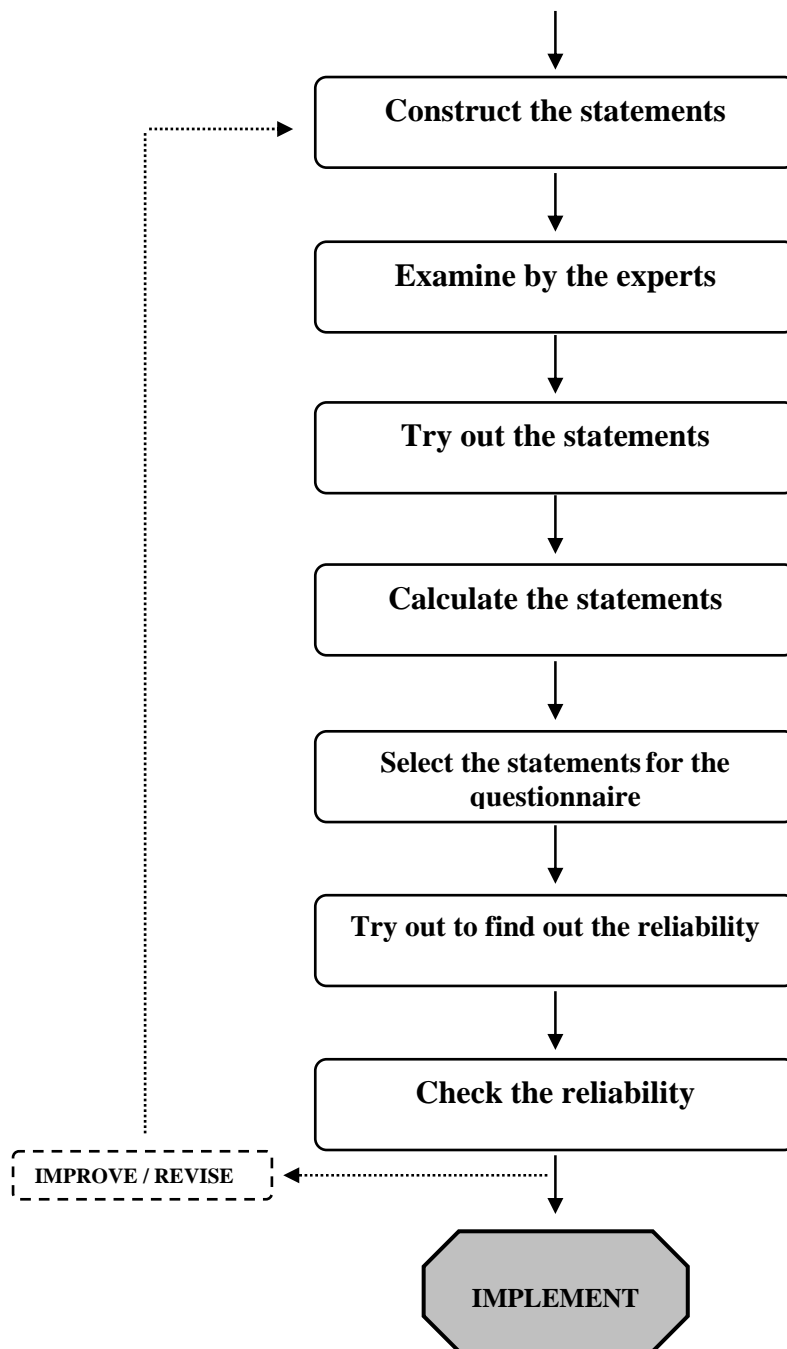 Construct the statements
Examine by the experts
Try out the statements
Calculate the statements
Select the statements for the
questionnaire
Try out to find out the reliability
Check the reliability
IMPROVE / REVISE
IMPLEMENT